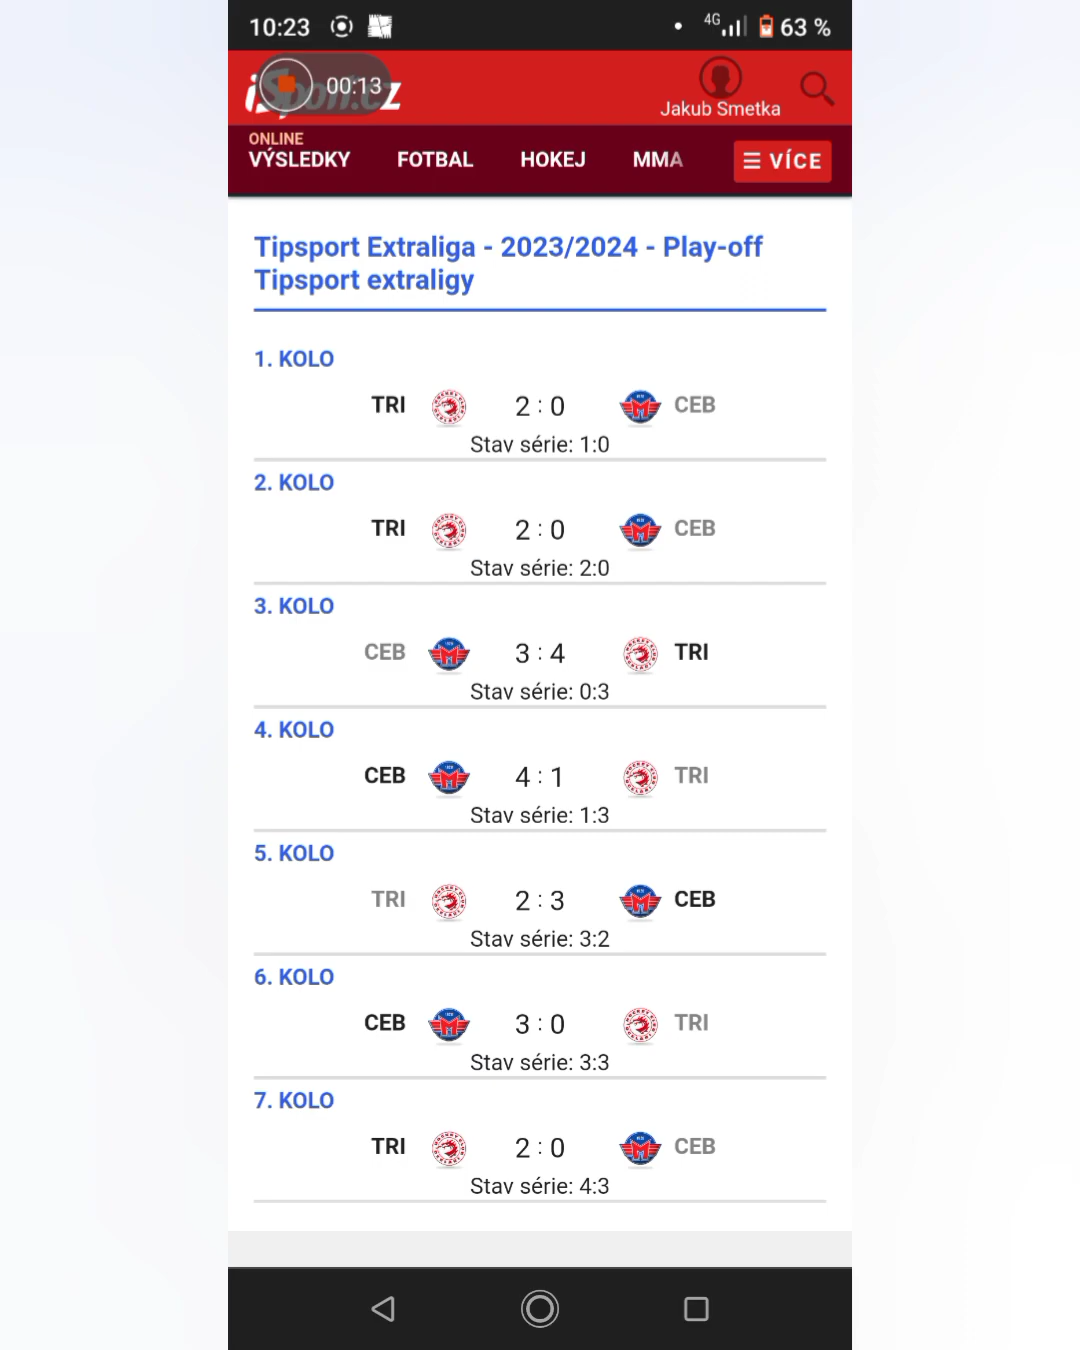 10:23 4G 63 %
00:13
Jakub Smetka
ONLINE
VÝSLEDKY FOTBAL HOKEJ MMA ☰ VÍCE
Tipsport Extraliga - 2023/2024 - Play-off
Tipsport extraligy
1. KOLO
TRI 2 : 0 CEB
Stav série: 1:0
2. KOLO
TRI 2 : 0 CEB
Stav série: 2:0
3. KOLO
CEB 3 : 4 TRI
Stav série: 0:3
4. KOLO
CEB 4 : 1 TRI
Stav série: 1:3
5. KOLO
TRI 2 : 3 CEB
Stav série: 3:2
6. KOLO
CEB 3 : 0 TRI
Stav série: 3:3
7. KOLO
TRI 2 : 0 CEB
Stav série: 4:3